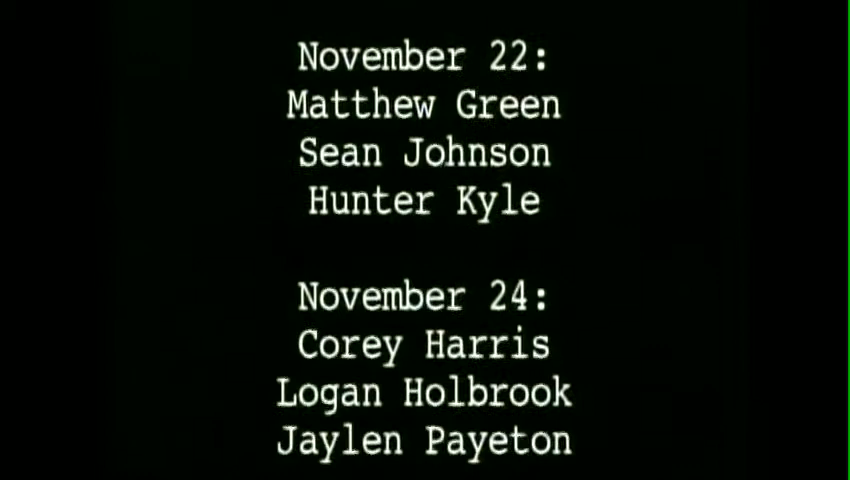 November 22:
Matthew Green
Sean Johnson
Hunter Kyle
November 24:
Corey Harris
Logan Holbrook
Jaylen Payeton